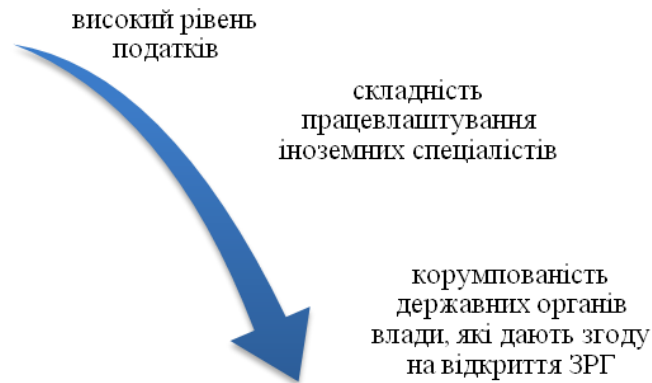 високий рівень
податків
складність
працевлаштування
іноземних спеціалістів
корумпованість
державних органів
влади, які дають згоду
на відкриття ЗРГ